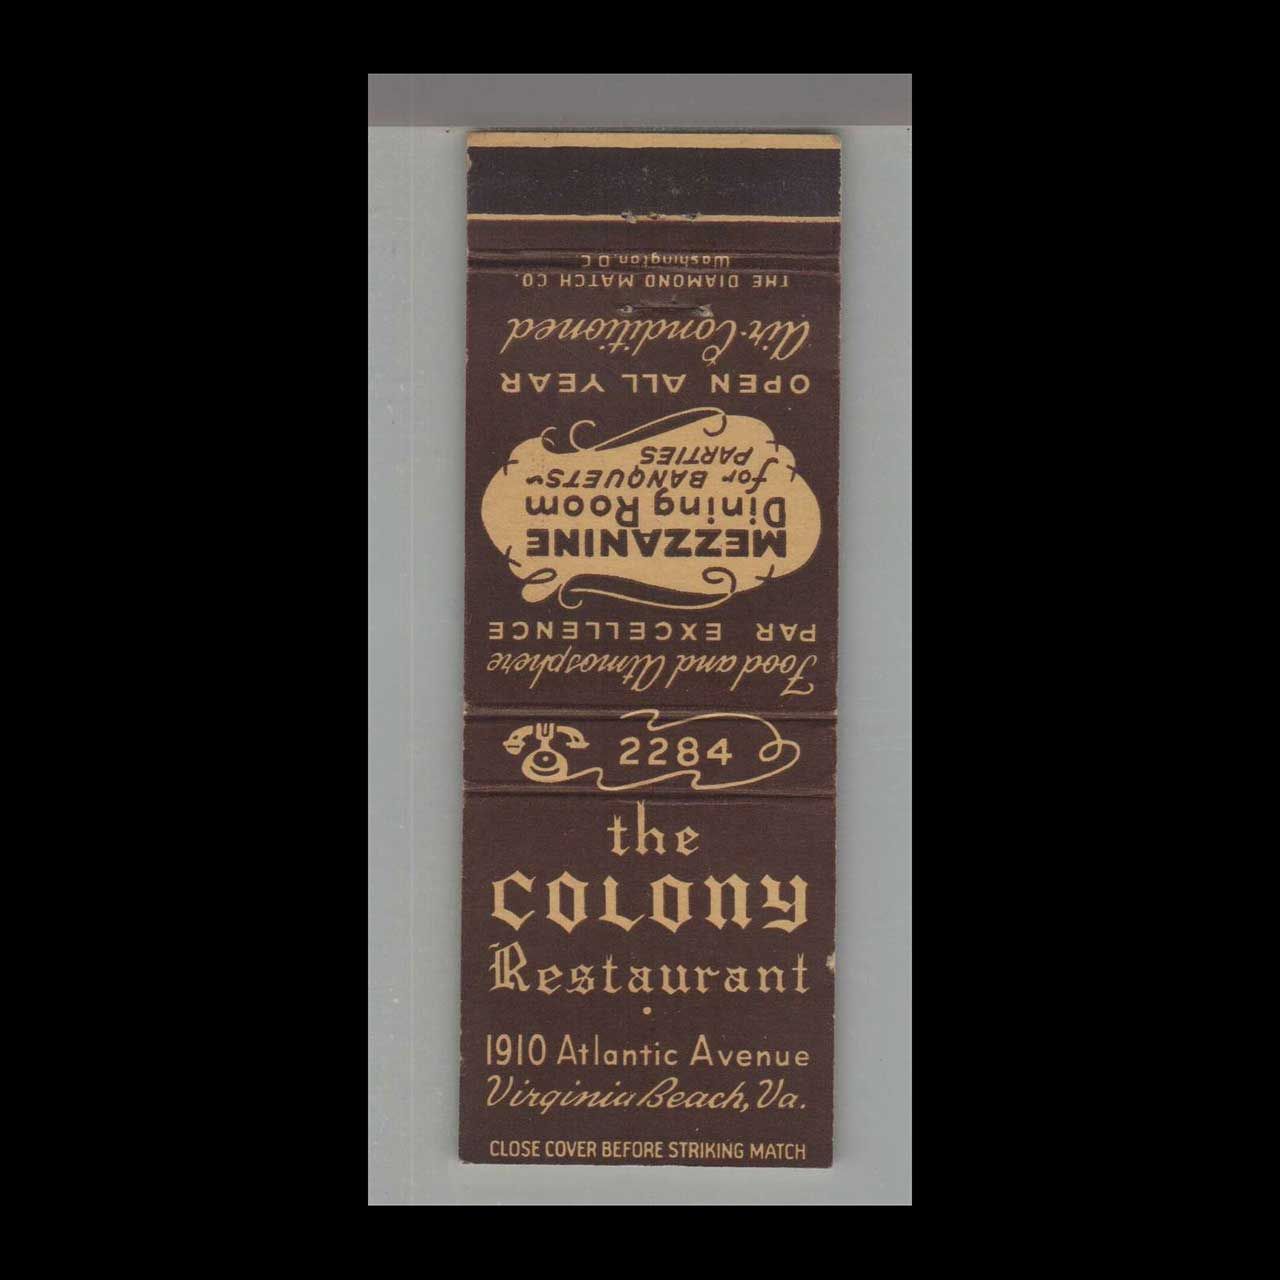 THE DIAMOND MATCH CO.
Washington, D.C.
Food and Atmosphere
PAR EXCELLENCE
MEZZANINE
Dining Room
for BANQUETS~
PARTIES
OPEN ALL YEAR
Air-Conditioned
2284
the
COLONY
Restaurant
1910 Atlantic Avenue
Virginia Beach, Va.
CLOSE COVER BEFORE STRIKING MATCH